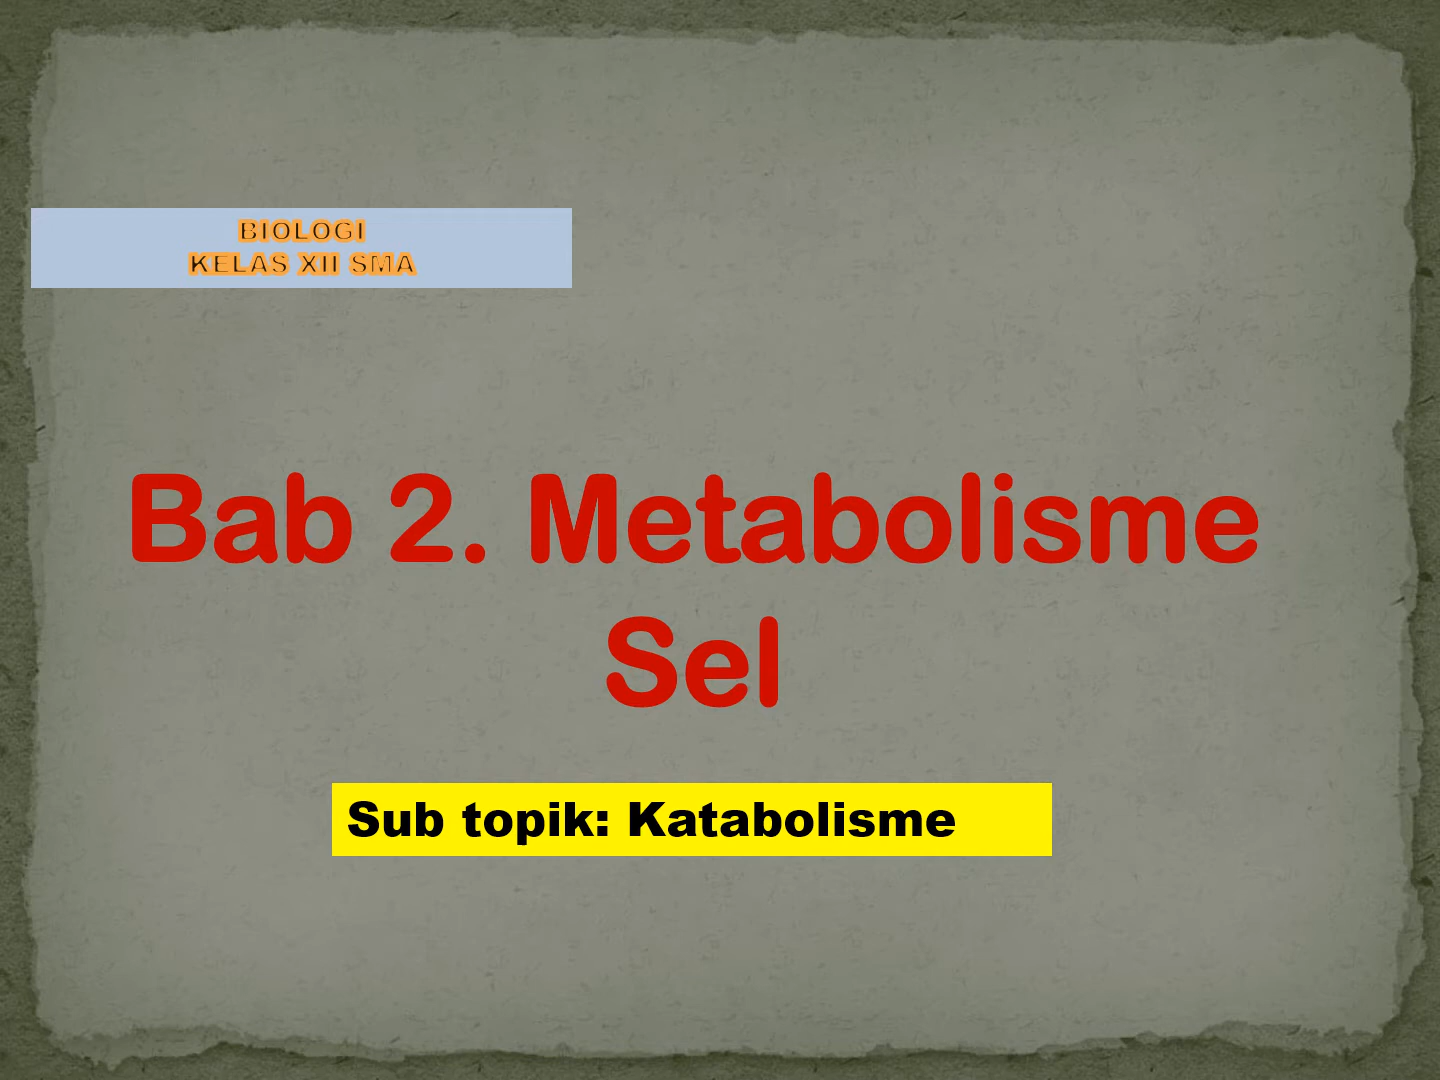 BIOLOGI
KELAS XII SMA
Bab 2. Metabolisme
Sel
Sub topik: Katabolisme